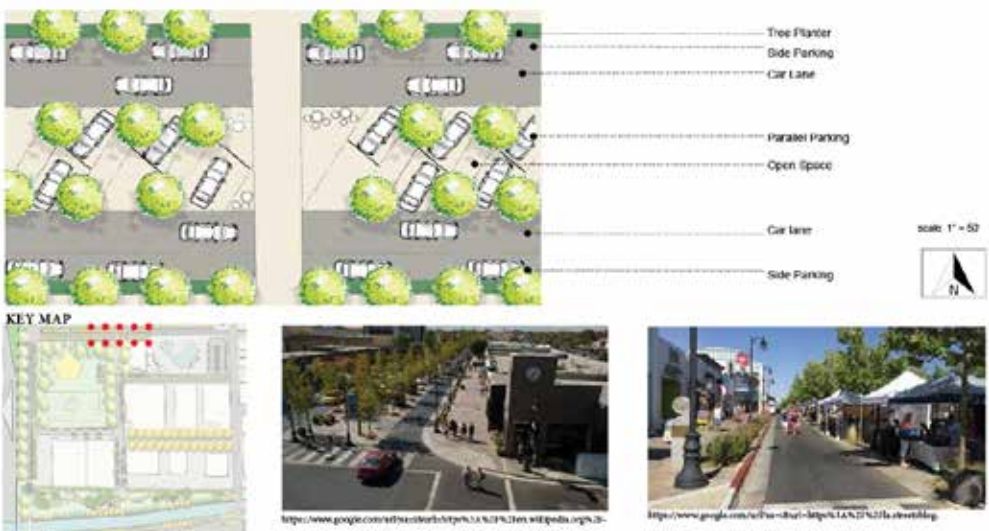 Tree Planter
Side Parking
Car Lane
Parallel Parking
Open Space
Car lane
scale 1" = 50'
N
Side Parking
KEY MAP